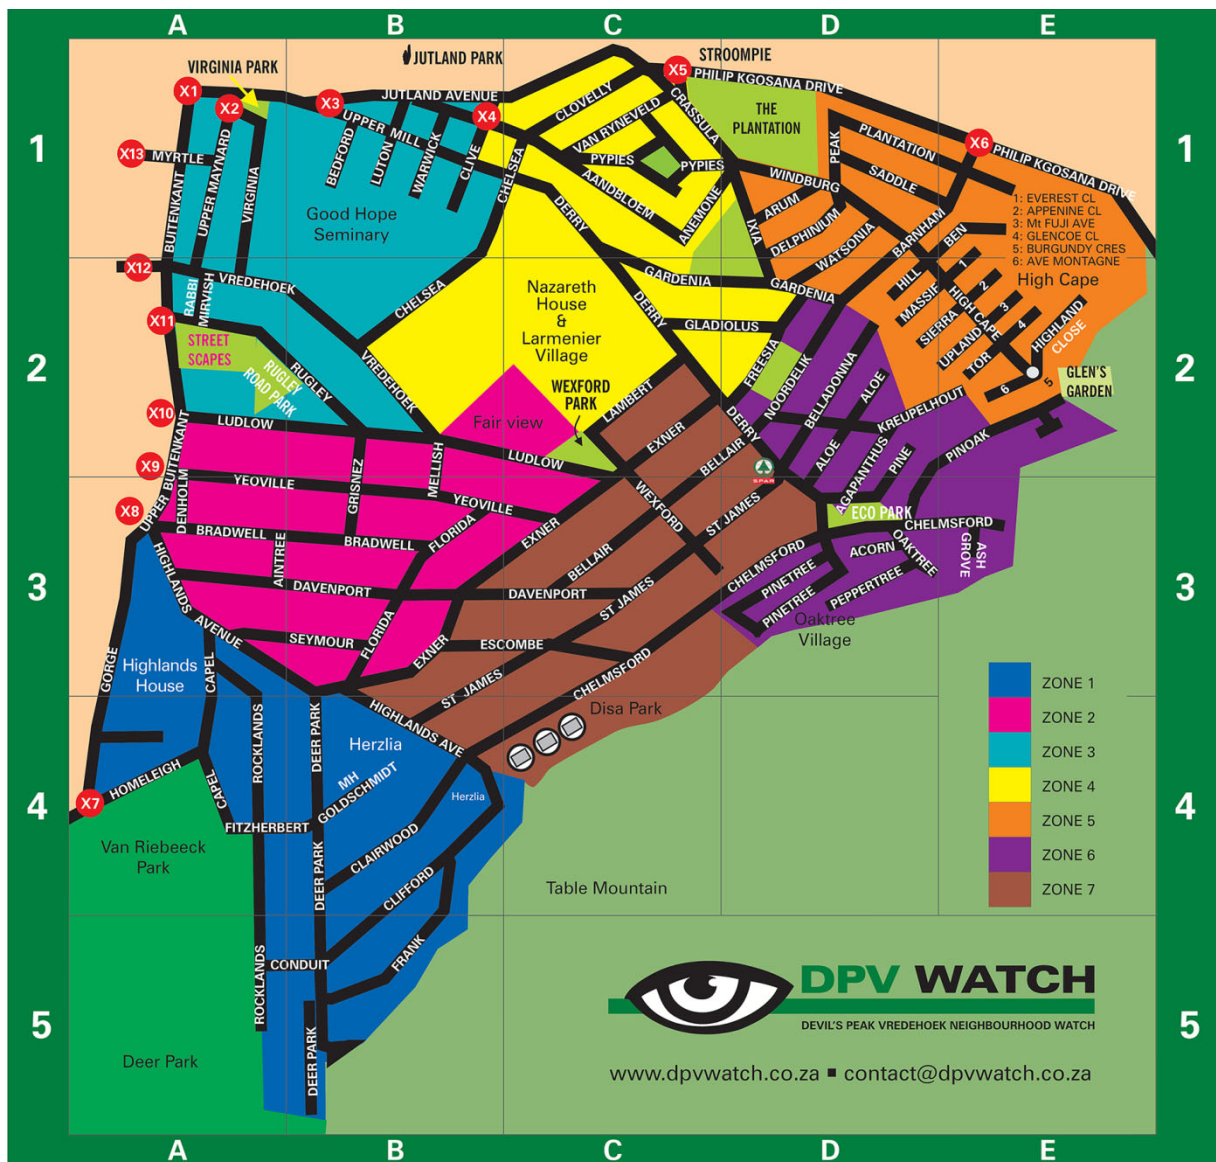 A B C D E
JUTLAND PARK
STROOMPIE
VIRGINIA PARK
X1
X2
X3
X4
X5
X6
X13
X12
X11
X10
X9
X8
X7
1
1
PHILIP KGOSANA DRIVE
JUTLAND AVENUE
CLOVELLY
CRASSULA
THE
PLANTATION
PLANTATION
PEAK
PHILIP KGOSANA DRIVE
UPPER MILL
VAN RYNEVELD
MYRTLE
UPPER MAYNARD
VIRGINIA
BUITENKANT
BEDFORD
LUTON
WARWICK
CLIVE
CHELSEA
PYPIES
PYPIES
AANDBLOEM
ANEMONE
DERRY
WINDBURG
SADDLE
ARUM
DELPHINIUM
WATSONIA
IXIA
BARNHAM
BEN
1: EVEREST CL
2: APPENINE CL
3: Mt FUJI AVE
4: GLENCOE CL
5: BURGUNDY CRES
6: AVE MONTAGNE
High Cape
Good Hope
Seminary
VREDEHOEK
RABBI
MIRVISH
CHELSEA
Nazareth
House
&
Larmenier
Village
GARDENIA
GARDENIA
DERRY
GLADIOLUS
HILL
MASSIF
SIERRA
UPLAND
TOR
HIGH CAPE
1
2
3
4
HIGHLAND
CLOSE
5
6
2
2
STREET
SCAPES
RUGLEY
ROAD PARK
RUGLEY
VREDEHOEK
WEXFORD
PARK
LAMBERT
FREESIA
NOORDELIK
BELLADONNA
ALOE
KREUPELHOUT
GLEN'S
GARDEN
LUDLOW
Fair view
LUDLOW
EXNER
BELLAIR
DERRY
SPAR
ALOE
AGAPANTHUS
PINE
PINOAK
UPPER BUITENKANT
DENHOLM
YEOVILLE
GRISNEZ
MELLISH
YEOVILLE
WEXFORD
ST JAMES
ECO PARK
CHELMSFORD
BRADWELL
BRADWELL
FLORIDA
EXNER
BELLAIR
CHELMSFORD
ACORN
OAKTREE
ASH
GROVE
AINTREE
HIGHLANDS
AVENUE
DAVENPORT
DAVENPORT
ST JAMES
PINETREE
PINETREE
PEPPERTREE
Oaktree
Village
3
3
SEYMOUR
FLORIDA
EXNER
ESCOMBE
ST JAMES
CHELMSFORD
GORGE
Highlands
House
CAPEL
ROCKLANDS
DEER PARK
HIGHLANDS AVE
Disa Park
Herzlia
MH
GOLDSCHMIDT
Herzlia
HOMELEIGH
CAPEL
FITZHERBERT
4
4
Van Riebeeck
Park
DEER PARK
CLAIRWOOD
CLIFFORD
Table Mountain
ZONE 1
ZONE 2
ZONE 3
ZONE 4
ZONE 5
ZONE 6
ZONE 7
ROCKLANDS
CONDUIT
FRANK
DEER PARK
Deer Park
5
5
DPV WATCH
DEVIL'S PEAK VREDEHOEK NEIGHBOURHOOD WATCH
www.dpvwatch.co.za ▪ contact@dpvwatch.co.za
A B C D E